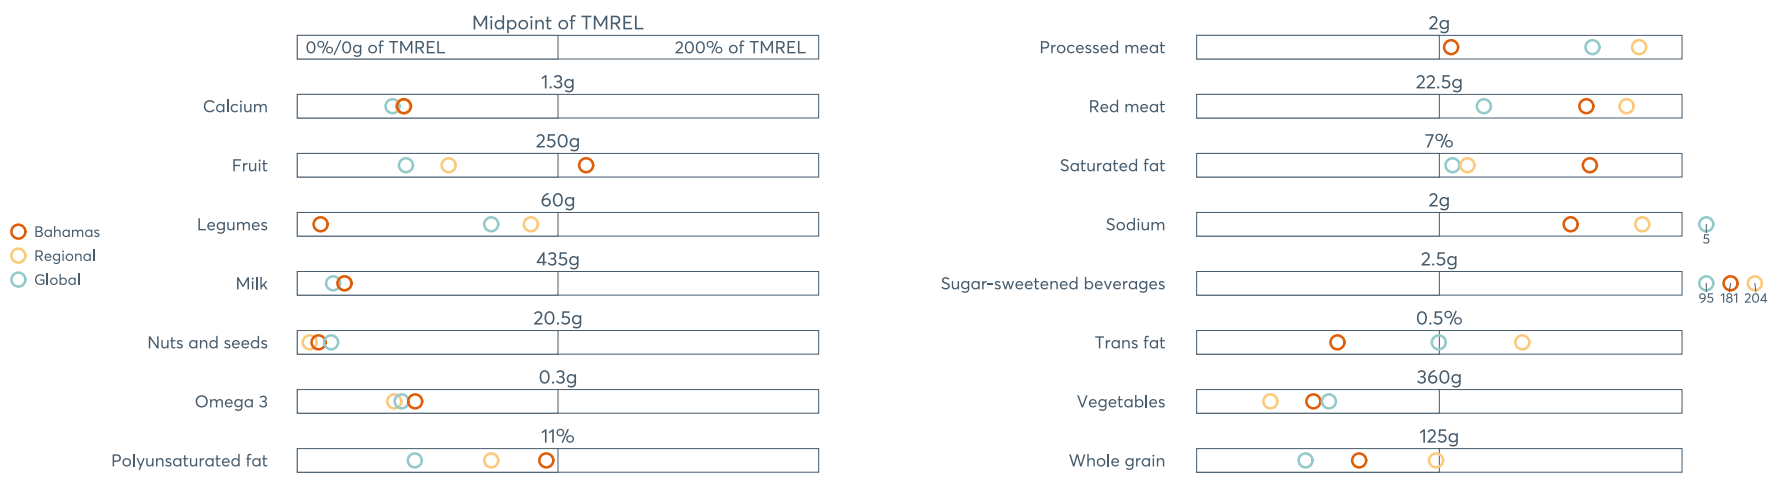 Midpoint of TMREL
0%/0g of TMREL 200% of TMREL
1.3g
Calcium
250g
Fruit
60g
Legumes
435g
Milk
20.5g
Nuts and seeds
0.3g
Omega 3
11%
Polyunsaturated fat
Bahamas
Regional
Global
2g
Processed meat
22.5g
Red meat
7%
Saturated fat
2g
Sodium
5
2.5g
Sugar-sweetened beverages
95 181 204
0.5%
Trans fat
360g
Vegetables
125g
Whole grain